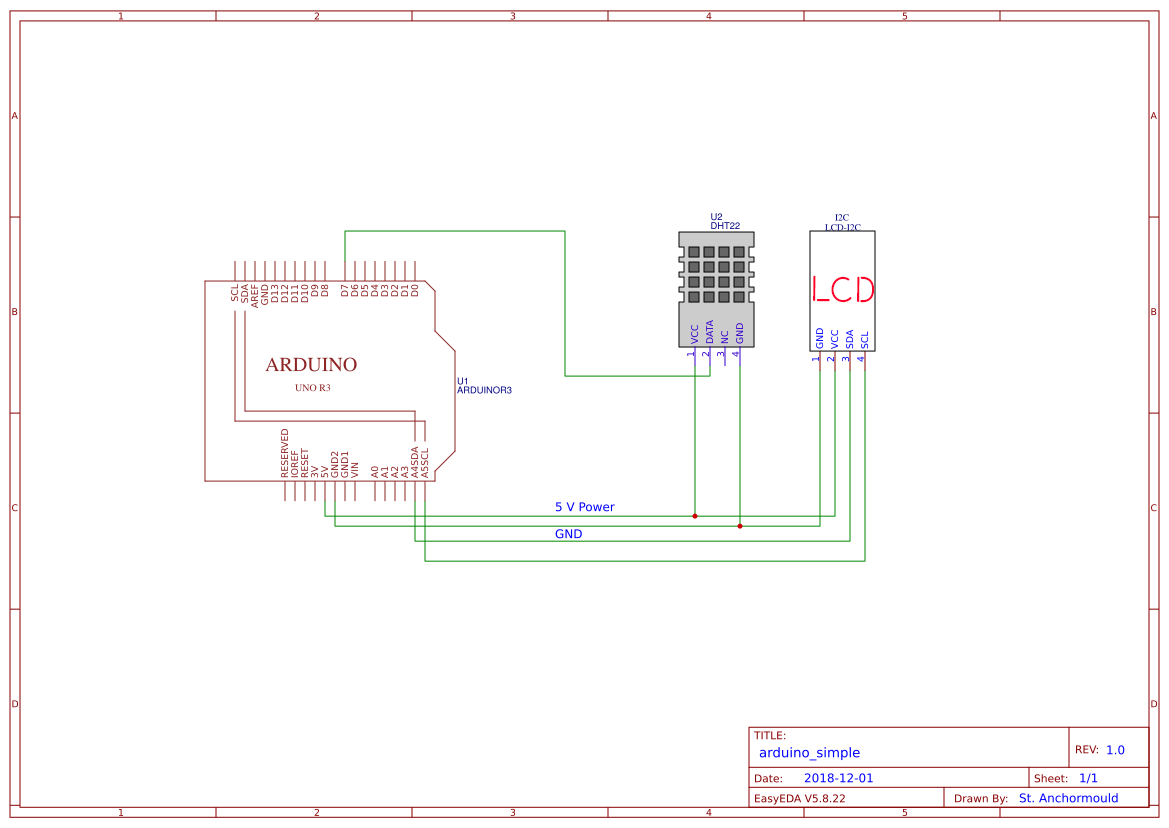 1 2 3 4 5
A A
U2
DHT22
I2C
LCD-I2C
SCL SDA AREF GND D13 D12 D11 D10 D9 D8 D7 D6 D5 D4 D3 D2 D1 D0
LCD
B B
VCC DATA NC GND
1 2 3 4
GND VCC SDA SCL
1 2 3 4
ARDUINO
UNO R3
U1
ARDUINOR3
RESERVED IOREF RESET 3V 5V GND2 GND1 VIN A0 A1 A2 A3 A4SDA A5SCL
5 V Power
C C
GND
D D
TITLE:
arduino_simple
REV: 1.0
Date: 2018-12-01
Sheet: 1/1
EasyEDA V5.8.22
Drawn By: St. Anchormould
1 2 3 4 5